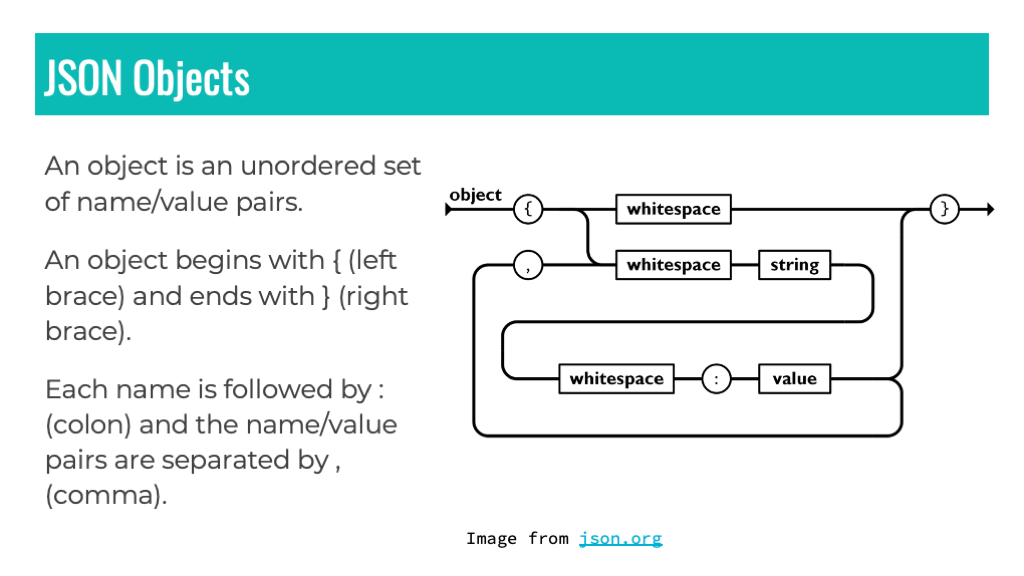 JSON Objects
An object is an unordered set
of name/value pairs.
An object begins with { (left
brace) and ends with } (right
brace).
Each name is followed by :
(colon) and the name/value
pairs are separated by ,
(comma).
object
{ whitespace }
, whitespace string
whitespace : value
Image from json.org